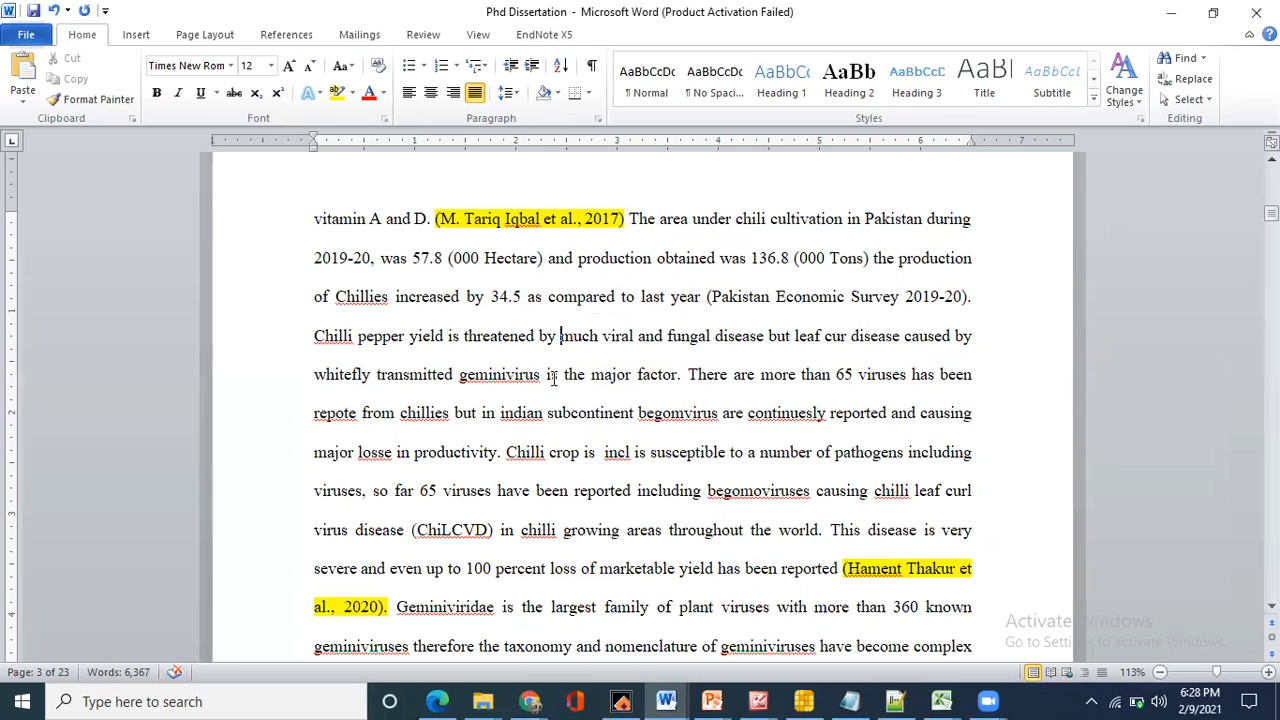 Phd Dissertation - Microsoft Word (Product Activation Failed)
File Home Insert Page Layout References Mailings Review View EndNote X5
Paste Cut Copy Format Painter
Times New Rom 12
AaBbCcDc AaBbCcDc AaBbCc AaBb AaBbCcD AaB AaBbCcL
¶ Normal ¶ No Spaci... Heading 1 Heading 2 Heading 3 Title Subtitle
Change Styles
Find Replace Select
Clipboard Font Paragraph Styles Editing
vitamin A and D. (M. Tariq Iqbal et al., 2017) The area under chili cultivation in Pakistan during
2019-20, was 57.8 (000 Hectare) and production obtained was 136.8 (000 Tons) the production
of Chillies increased by 34.5 as compared to last year (Pakistan Economic Survey 2019-20).
Chilli pepper yield is threatened by much viral and fungal disease but leaf cur disease caused by
whitefly transmitted geminivirus is the major factor. There are more than 65 viruses has been
repote from chillies but in indian subcontinent begomvirus are continuesly reported and causing
major losse in productivity. Chilli crop is incl is susceptible to a number of pathogens including
viruses, so far 65 viruses have been reported including begomoviruses causing chilli leaf curl
virus disease (ChiLCVD) in chilli growing areas throughout the world. This disease is very
severe and even up to 100 percent loss of marketable yield has been reported (Hament Thakur et
al., 2020). Geminiviridae is the largest family of plant viruses with more than 360 known
geminiviruses therefore the taxonomy and nomenclature of geminiviruses have become complex
Activate Windows
Go to Settings to activate Windows.
Page: 3 of 23 Words: 6,367 113%
Type here to search
6:28 PM
2/9/2021